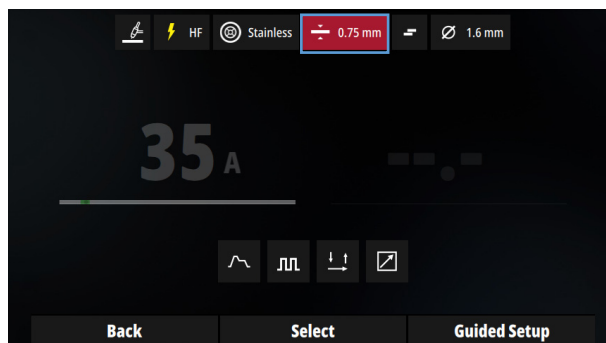 HF Stainless 0.75 mm 1.6 mm
35 A --.-
Back Select Guided Setup